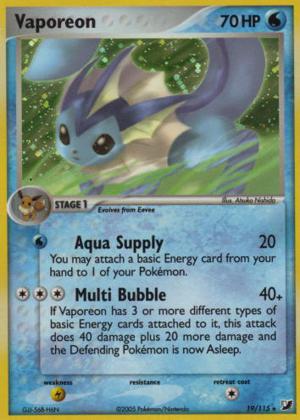 Vaporeon 70 HP
Illus. Atsuko Nishida
STAGE 1
Evolves from Eevee
Aqua Supply 20
You may attach a basic Energy card from your
hand to 1 of your Pokémon.
Multi Bubble 40+
If Vaporeon has 3 or more different types of
basic Energy cards attached to it, this attack
does 40 damage plus 20 more damage and
the Defending Pokémon is now Asleep.
weakness resistance retreat cost
©2005 Pokémon/Nintendo 19/115